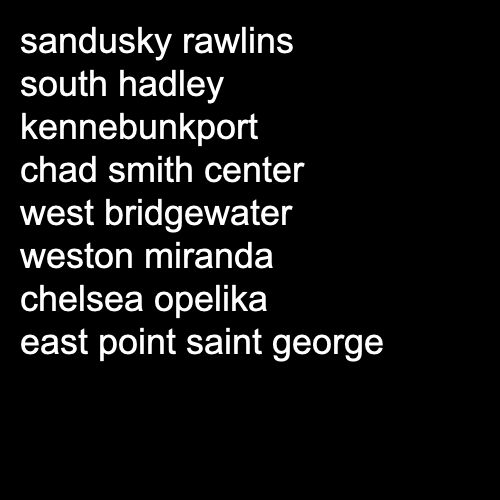 sandusky rawlins
south hadley
kennebunkport
chad smith center
west bridgewater
weston miranda
chelsea opelika
east point saint george